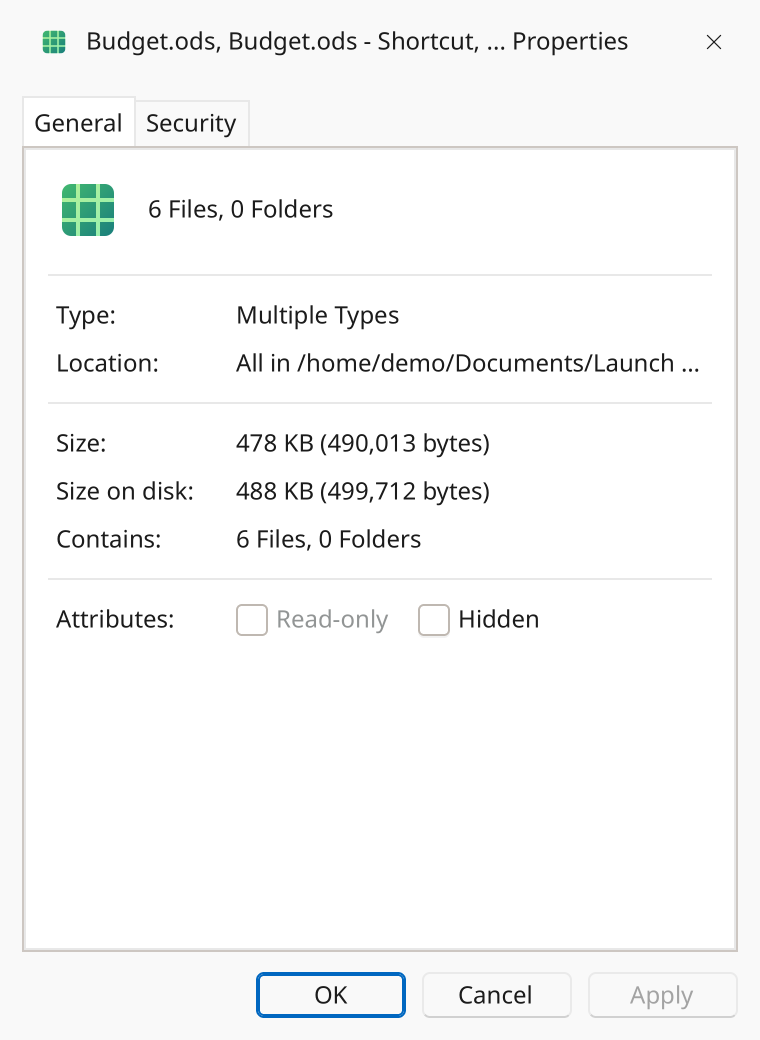 Budget.ods, Budget.ods - Shortcut, ... Properties
General Security
6 Files, 0 Folders
Type: Multiple Types
Location: All in /home/demo/Documents/Launch ...
Size: 478 KB (490,013 bytes)
Size on disk: 488 KB (499,712 bytes)
Contains: 6 Files, 0 Folders
Attributes: Read-only Hidden
OK Cancel Apply